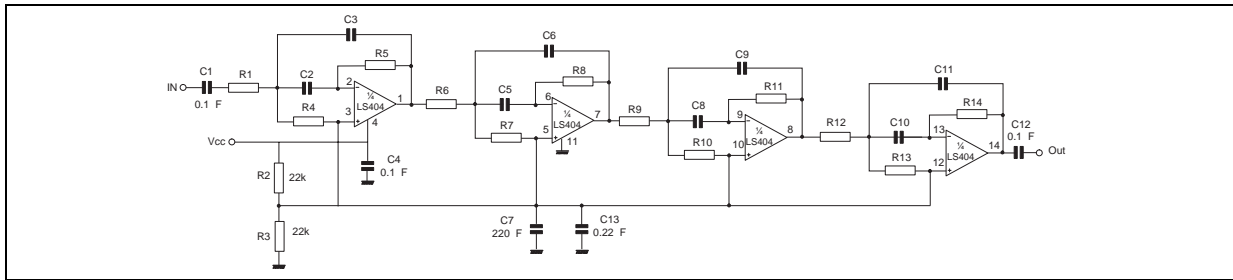 C3
C6
C9
C11
C1
R1
C2
R5
R8
R11
R14
IN
2
−
¼
LS404
1
R6
C5
6
−
¼
LS404
7
R9
C8
9
−
¼
LS404
8
R12
C10
13
−
¼
LS404
14
C12
0.1 F
Out
0.1 F
R4
3
+
4
R7
5
+
11
R10
10
+
R13
12
+
Vcc
C4
0.1 F
R2
22k
R3
22k
C7
220 F
C13
0.22 F